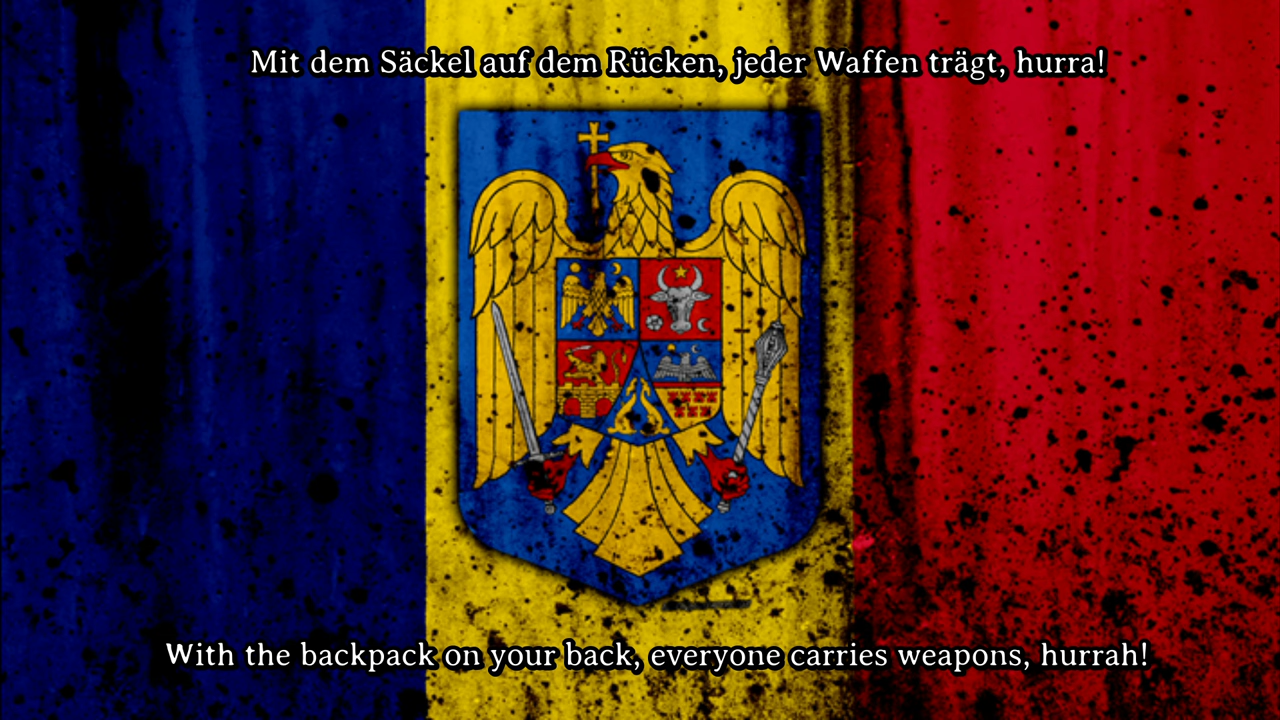 Mit dem Säckel auf dem Rücken, jeder Waffen trägt, hurra!
With the backpack on your back, everyone carries weapons, hurrah!